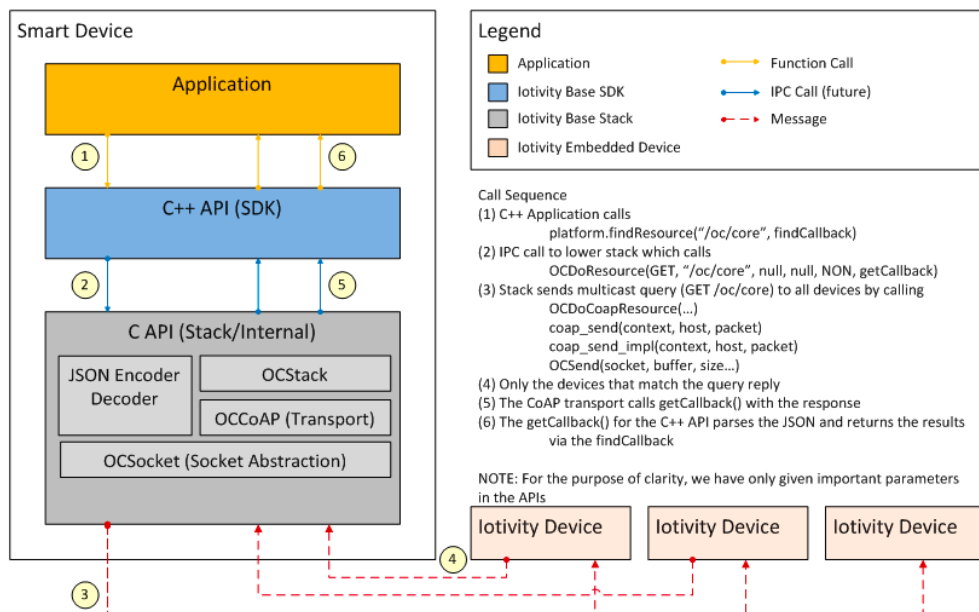 Smart Device
Application
1
6
C++ API (SDK)
2
5
C API (Stack/Internal)
JSON Encoder
Decoder
OCStack
OCCoAP (Transport)
OCSocket (Socket Abstraction)
3
4
Legend
Application
Function Call
Iotivity Base SDK
IPC Call (future)
Iotivity Base Stack
Message
Iotivity Embedded Device
Call Sequence
(1) C++ Application calls
platform.findResource(“/oc/core”, findCallback)
(2) IPC call to lower stack which calls
OCDoResource(GET, “/oc/core”, null, null, NON, getCallback)
(3) Stack sends multicast query (GET /oc/core) to all devices by calling
OCDoCoapResource(…)
coap_send(context, host, packet)
coap_send_impl(context, host, packet)
OCSend(socket, buffer, size…)
(4) Only the devices that match the query reply
(5) The CoAP transport calls getCallback() with the response
(6) The getCallback() for the C++ API parses the JSON and returns the results
via the findCallback
NOTE: For the purpose of clarity, we have only given important parameters
in the APIs
Iotivity Device
Iotivity Device
Iotivity Device